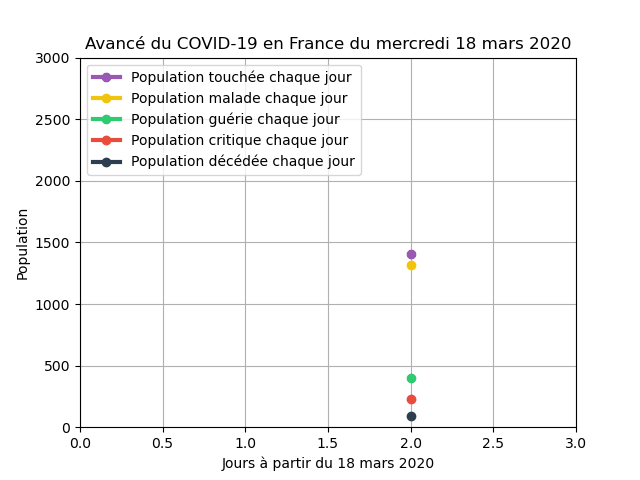 Avancé du COVID-19 en France du mercredi 18 mars 2020
3000
2500
2000
1500
1000
500
0
Population
Population touchée chaque jour
Population malade chaque jour
Population guérie chaque jour
Population critique chaque jour
Population décédée chaque jour
0.0 0.5 1.0 1.5 2.0 2.5 3.0
Jours à partir du 18 mars 2020